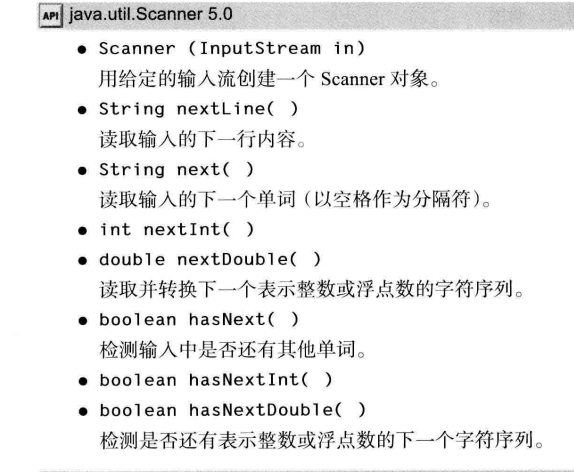 API java.util.Scanner 5.0
● Scanner (InputStream in)
用给定的输入流创建一个 Scanner 对象。
● String nextLine( )
读取输入的下一行内容。
● String next( )
读取输入的下一个单词（以空格作为分隔符）。
● int nextInt( )
● double nextDouble( )
读取并转换下一个表示整数或浮点数的字符序列。
● boolean hasNext( )
检测输入中是否还有其他单词。
● boolean hasNextInt( )
● boolean hasNextDouble( )
检测是否还有表示整数或浮点数的下一个字符序列。